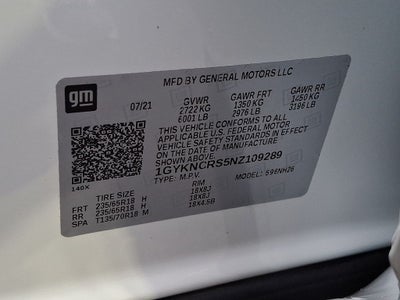 gm
MFD BY GENERAL MOTORS LLC
07/21 GVWR GAWR FRT GAWR RR
2722 KG 1350 KG 1450 KG
6001 LB 2976 LB 3196 LB
THIS VEHICLE CONFORMS TO ALL
APPLICABLE U.S. FEDERAL MOTOR
VEHICLE SAFETY STANDARDS IN EFFECT
ON THE DATE OF MANUFACTURE
SHOWN ABOVE
1GYKNCRS5NZ109289
140X TYPE: M.P.V. MODEL: 596NH26
TIRE SIZE RIM
FRT 235/65R18 H 18X8J
RR 235/65R18 H 18X8J
SPA T135/70R18 M 18X4.5B